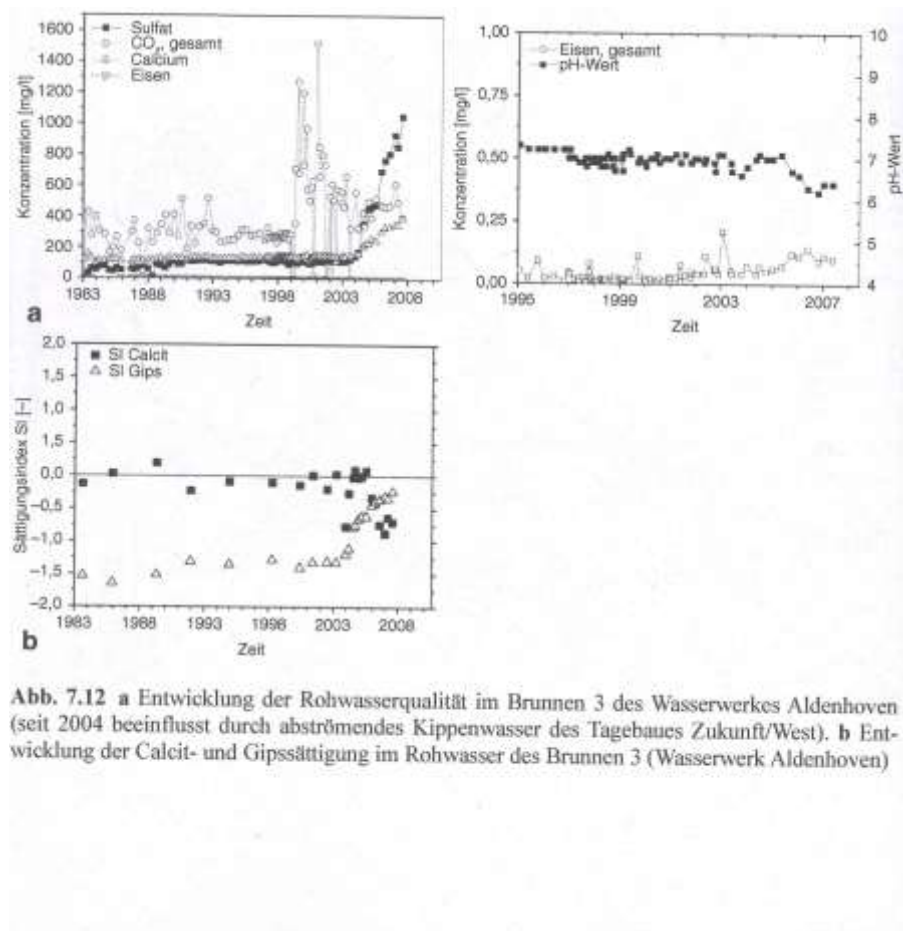 1600
1400
1200
1000
800
600
400
200
0
Konzentration [mg/l]
Sulfat
CO₂, gesamt
Calcium
Eisen
1983 1988 1993 1998 2003 2008
Zeit
a
1,00
0,75
0,50
0,25
0,00
Konzentration [mg/l]
Eisen, gesamt
pH-Wert
10
9
8
7
6
5
4
pH-Wert
1995 1999 2003 2007
Zeit
2,0
1,5
1,0
1,5
0,0
−0,5
−1,0
−1,5
−2,0
Sättigungsindex SI [–]
SI Calcit
SI Gips
1983 1988 1993 1998 2003 2008
Zeit
b
Abb. 7.12 a Entwicklung der Rohwasserqualität im Brunnen 3 des Wasserwerkes Aldenhoven
(seit 2004 beeinflusst durch abströmendes Kippenwasser des Tagebaues Zukunft/West). b Ent-
wicklung der Calcit- und Gipssättigung im Rohwasser des Brunnen 3 (Wasserwerk Aldenhoven)